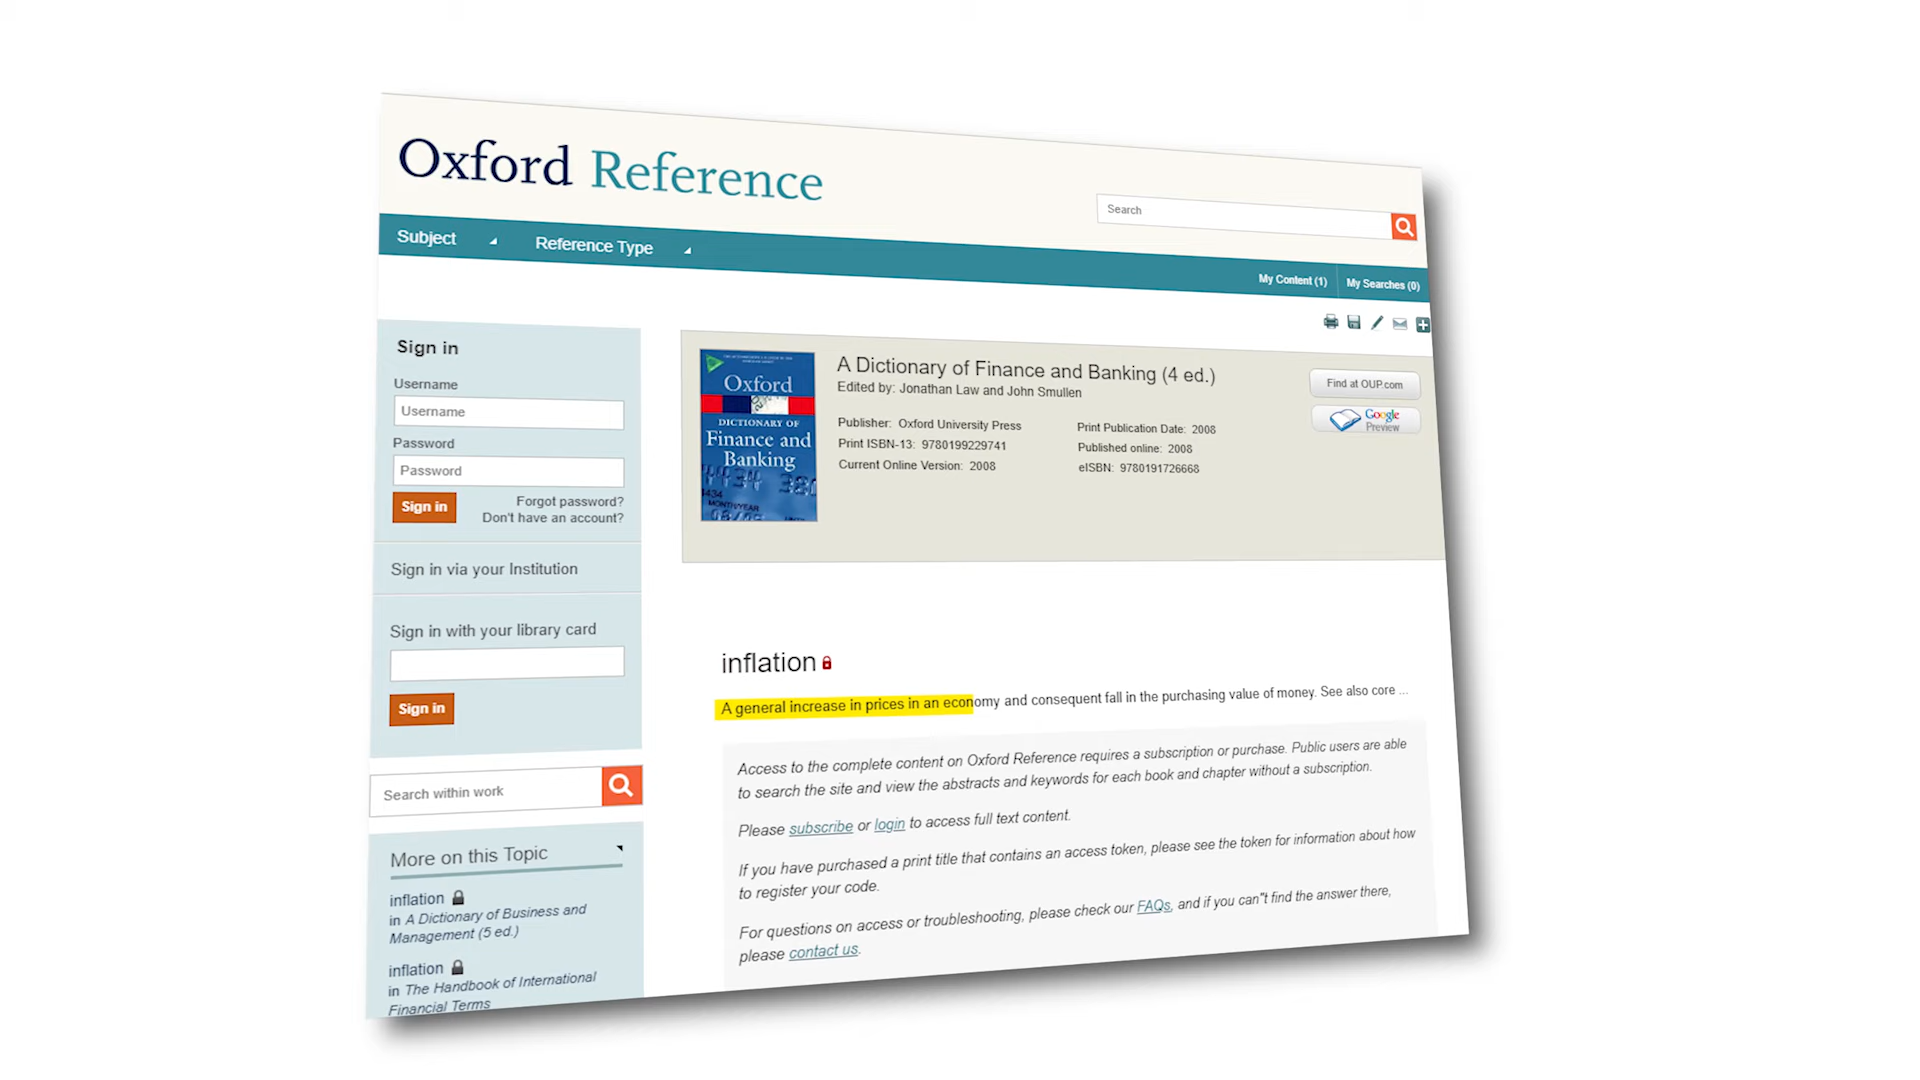 Oxford Reference
Search
Subject
Reference Type
My Content (1)
My Searches (0)
Sign in
Username
Username
Password
Password
Sign in
Forgot password?
Don't have an account?
Sign in via your Institution
Sign in with your library card
Sign in
Search within work
More on this Topic
inflation
in A Dictionary of Business and
Management (5 ed.)
inflation
in The Handbook of International
Financial Terms
Oxford
DICTIONARY OF
Finance and
Banking
MONTH/YEAR
A Dictionary of Finance and Banking (4 ed.)
Edited by: Jonathan Law and John Smullen
Publisher: Oxford University Press
Print ISBN-13: 9780199229741
Current Online Version: 2008
Print Publication Date: 2008
Published online: 2008
eISBN: 9780191726668
Find at OUP.com
Google
Preview
inflation
A general increase in prices in an economy and consequent fall in the purchasing value of money. See also core ...
Access to the complete content on Oxford Reference requires a subscription or purchase. Public users are able
to search the site and view the abstracts and keywords for each book and chapter without a subscription.
Please subscribe or login to access full text content.
If you have purchased a print title that contains an access token, please see the token for information about how
to register your code.
For questions on access or troubleshooting, please check our FAQs, and if you can"t find the answer there,
please contact us.